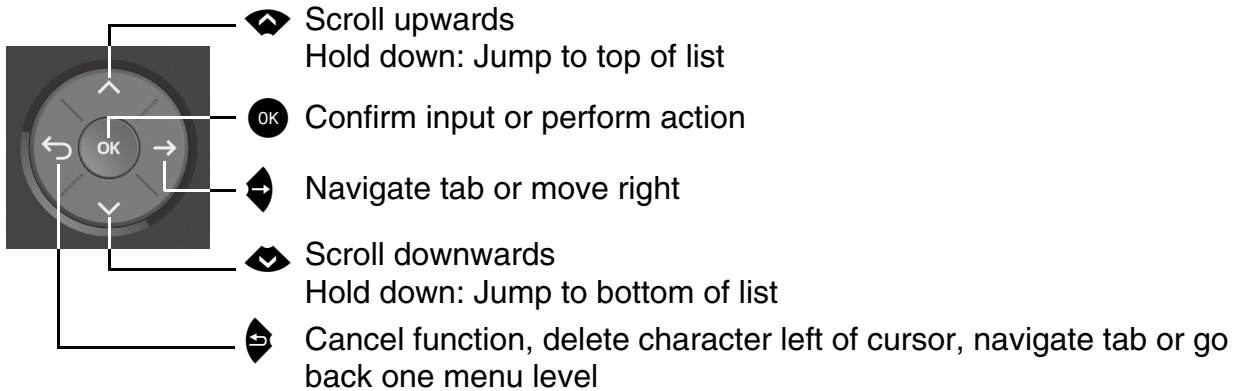 Scroll upwards
Hold down: Jump to top of list
OK
OK Confirm input or perform action
Navigate tab or move right
Scroll downwards
Hold down: Jump to bottom of list
Cancel function, delete character left of cursor, navigate tab or go
back one menu level